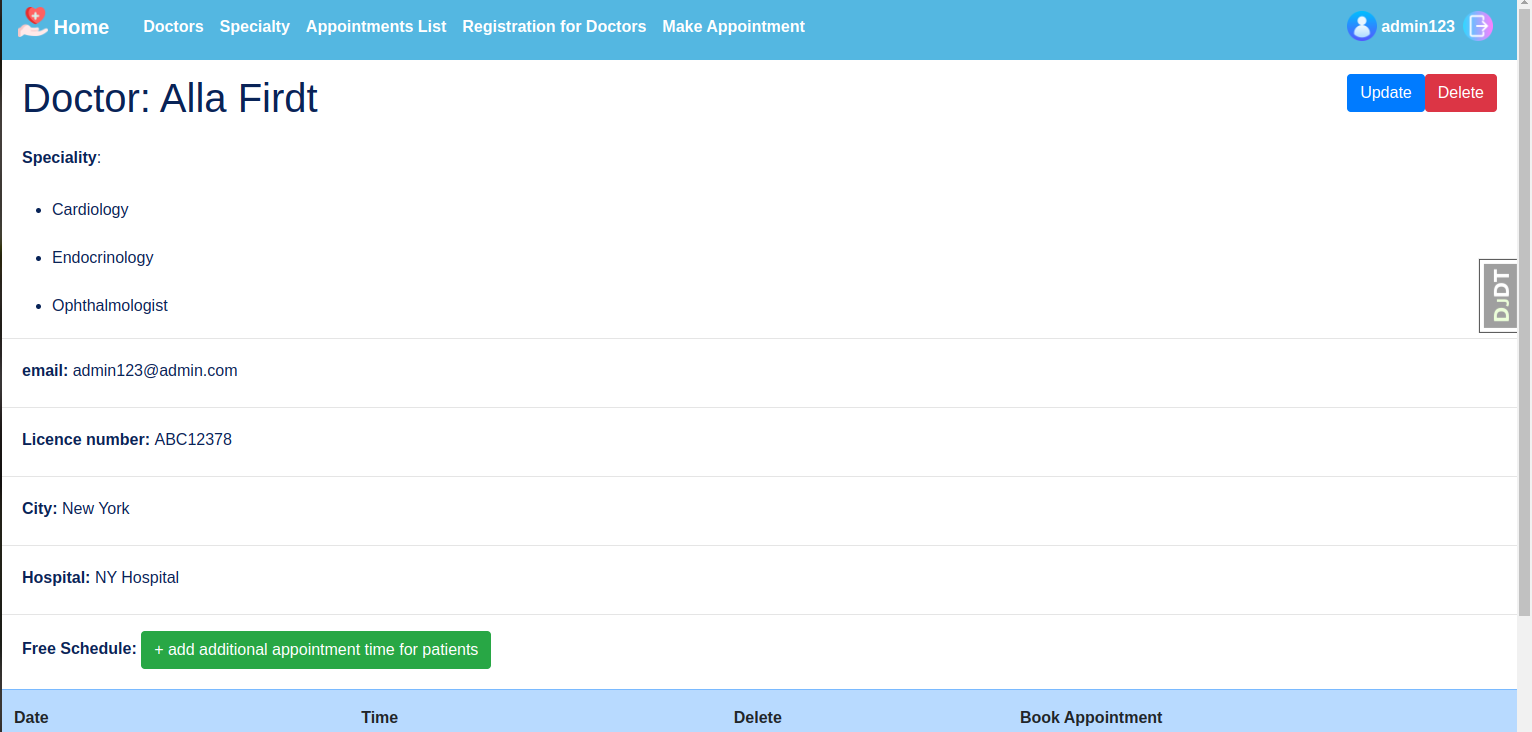 Home Doctors Specialty Appointments List Registration for Doctors Make Appointment admin123
Doctor: Alla Firdt Update Delete
Speciality:
Cardiology
Endocrinology
Ophthalmologist
DJDT
email: admin123@admin.com
Licence number: ABC12378
City: New York
Hospital: NY Hospital
Free Schedule: + add additional appointment time for patients
Date Time Delete Book Appointment